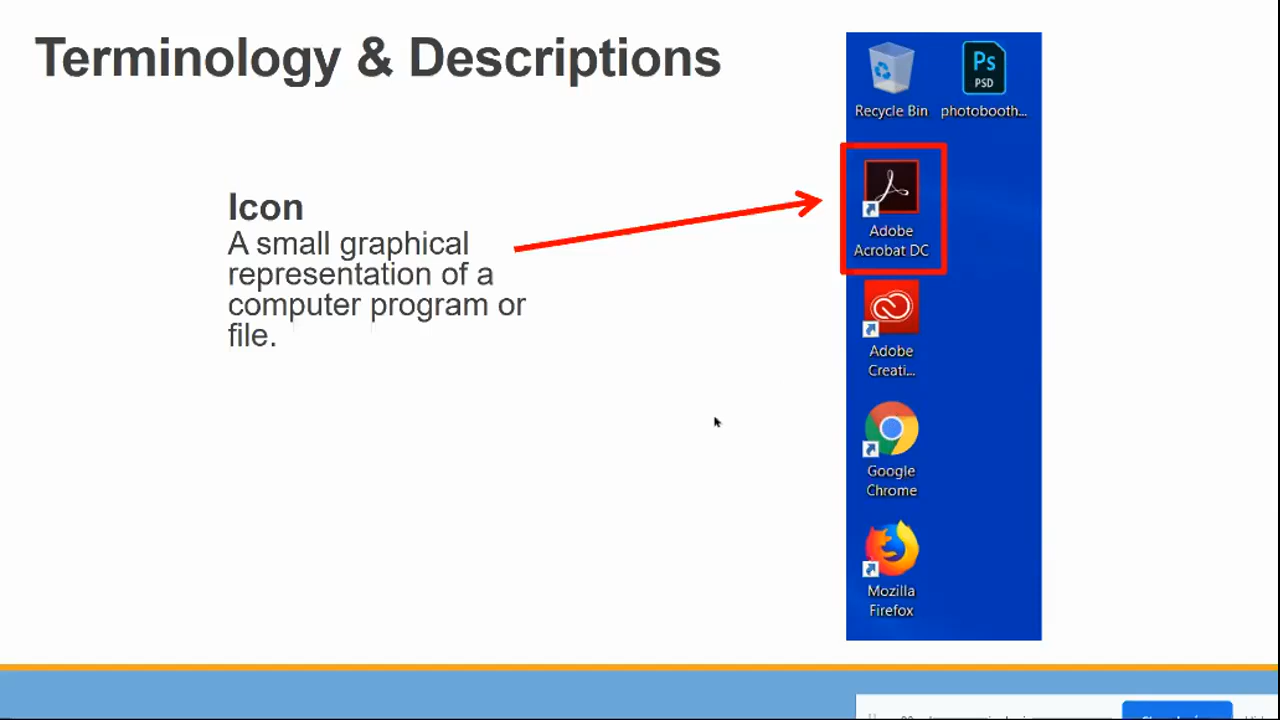 Terminology & Descriptions
Icon
A small graphical
representation of a
computer program or
file.
Recycle Bin
Ps
PSD
photobooth...
Adobe
Acrobat DC
Adobe
Creati...
Google
Chrome
Mozilla
Firefox